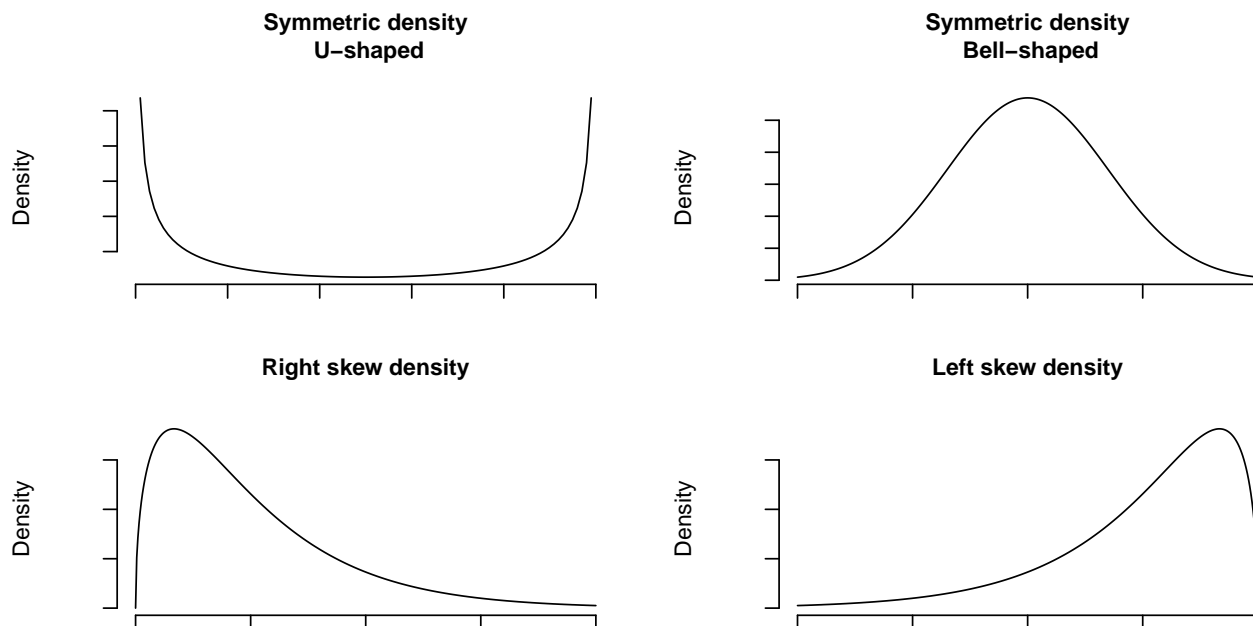 Symmetric density
U−shaped
Density
Symmetric density
Bell−shaped
Density
Right skew density
Density
Left skew density
Density